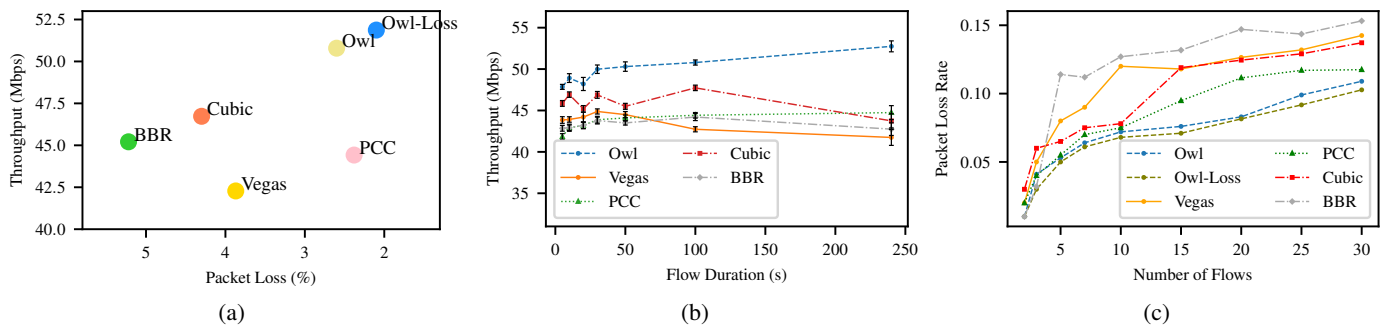 Throughput (Mbps)
52.5
50.0
47.5
45.0
42.5
40.0
Owl-Loss
Owl
Cubic
BBR
PCC
Vegas
5
4
3
2
Packet Loss (%)
(a)
Throughput (Mbps)
55
50
45
40
35
Owl
Vegas
PCC
Cubic
BBR
0
50
100
150
200
250
Flow Duration (s)
(b)
Packet Loss Rate
0.15
0.10
0.05
Owl
Owl-Loss
Vegas
PCC
Cubic
BBR
5
10
15
20
25
30
Number of Flows
(c)